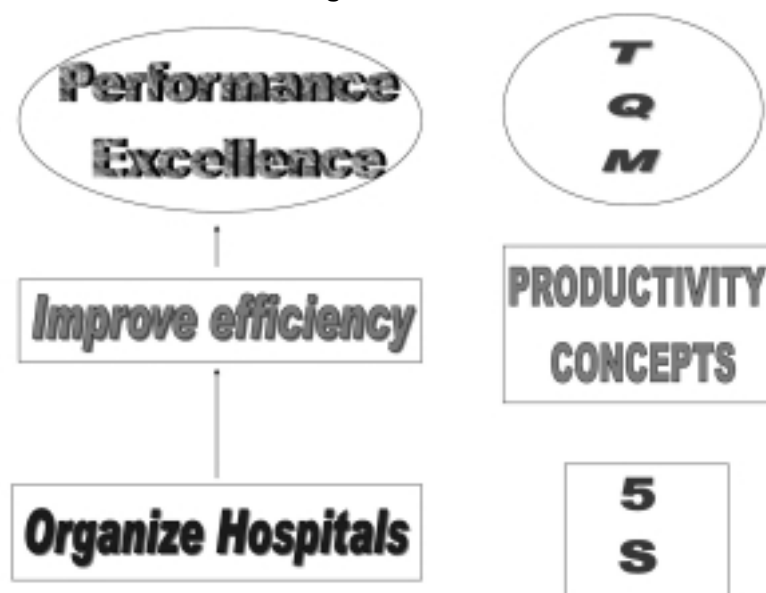 Performance
Excellence
T
Q
M
Improve efficiency
PRODUCTIVITY
CONCEPTS
Organize Hospitals
5
S